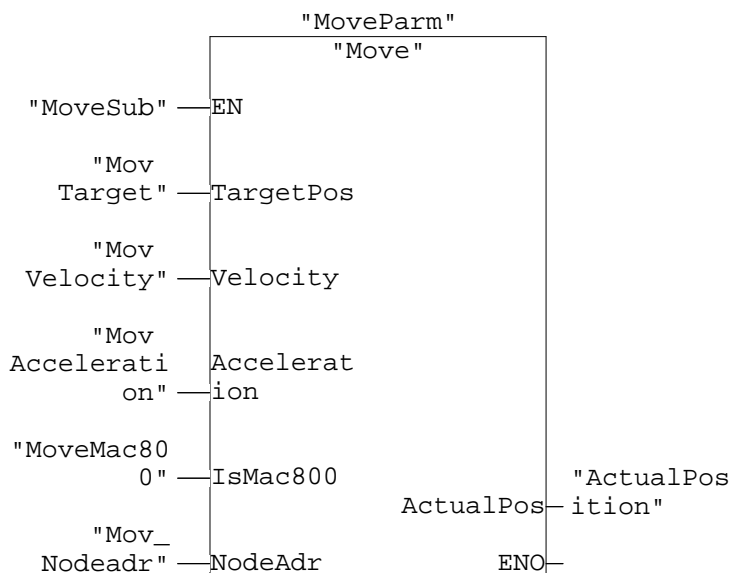 "MoveParm"
"Move"
"MoveSub" EN
"Mov
Target" TargetPos
"Mov
Velocity" Velocity
"Mov
Accelerati Accelerat
on" ion
"MoveMac80
0" IsMac800
"ActualPos
ActualPos ition"
"Mov_
Nodeadr" NodeAdr ENO